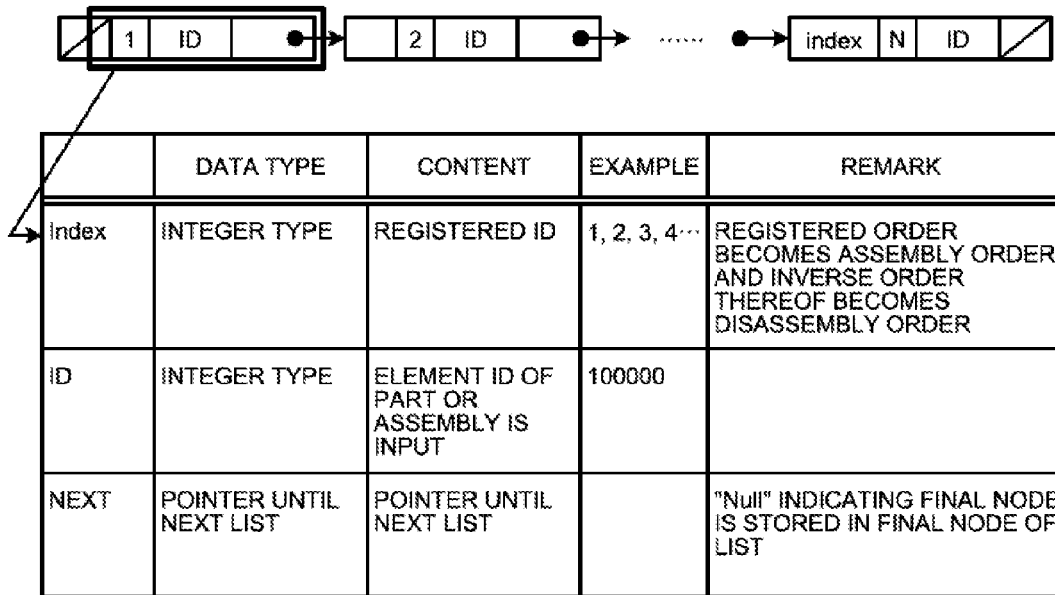 1 ID 2 ID ...... index N ID
DATA TYPE CONTENT EXAMPLE REMARK
Index INTEGER TYPE REGISTERED ID 1, 2, 3, 4... REGISTERED ORDER
BECOMES ASSEMBLY ORDER
AND INVERSE ORDER
THEREOF BECOMES
DISASSEMBLY ORDER
ID INTEGER TYPE ELEMENT ID OF 100000
PART OR
ASSEMBLY IS
INPUT
NEXT POINTER UNTIL POINTER UNTIL "Null" INDICATING FINAL NODE
NEXT LIST NEXT LIST IS STORED IN FINAL NODE OF
LIST